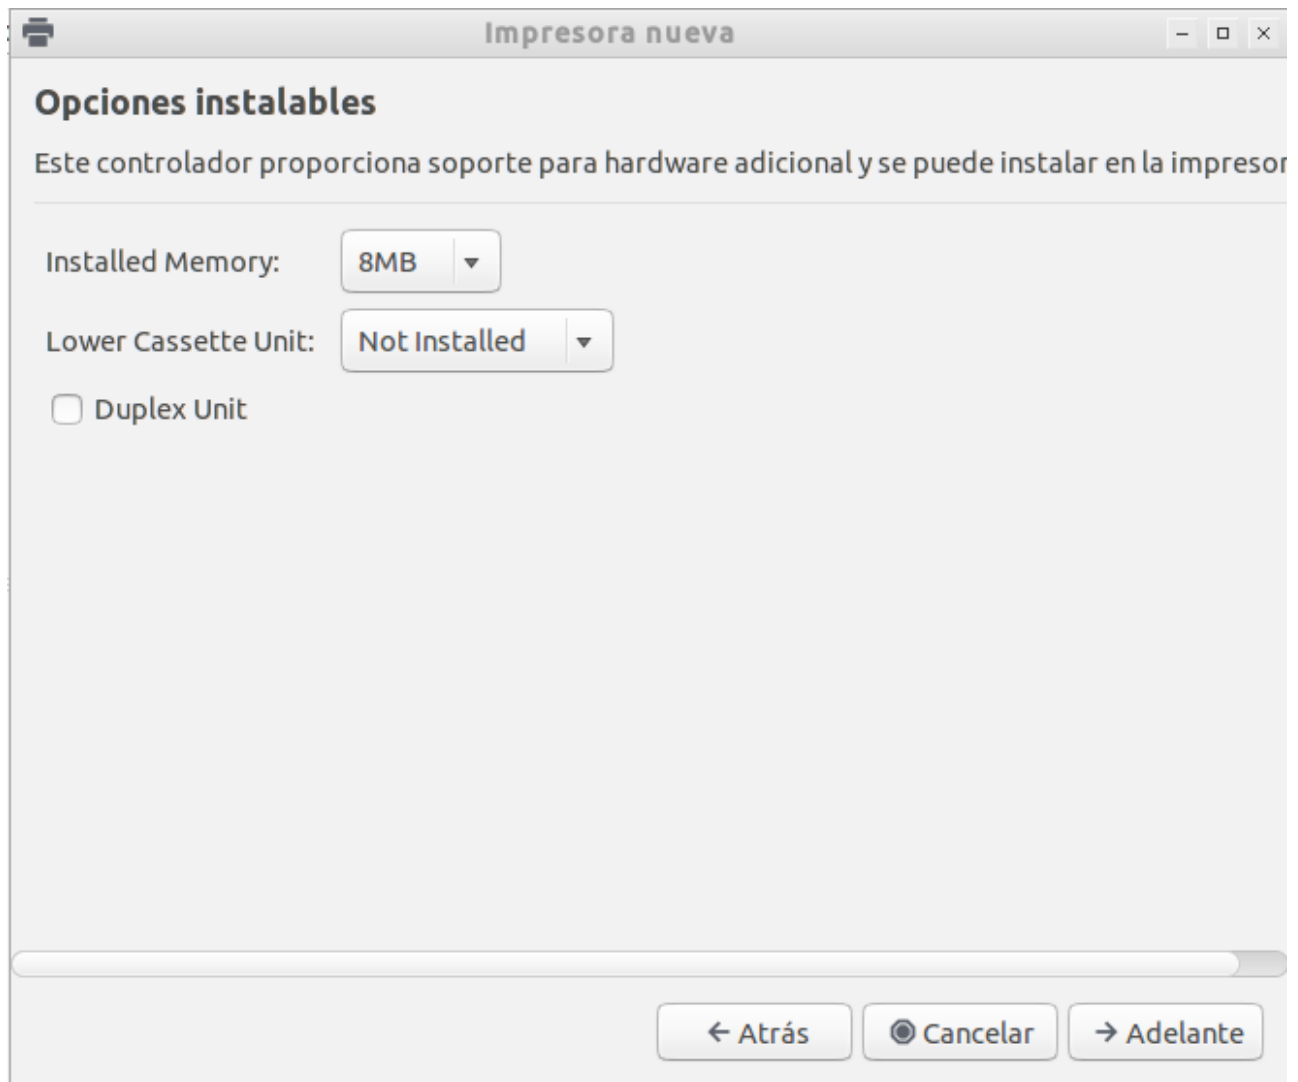 Impresora nueva
Opciones instalables
Este controlador proporciona soporte para hardware adicional y se puede instalar en la impresor
Installed Memory: 8MB
Lower Cassette Unit: Not Installed
Duplex Unit
Atrás Cancelar Adelante